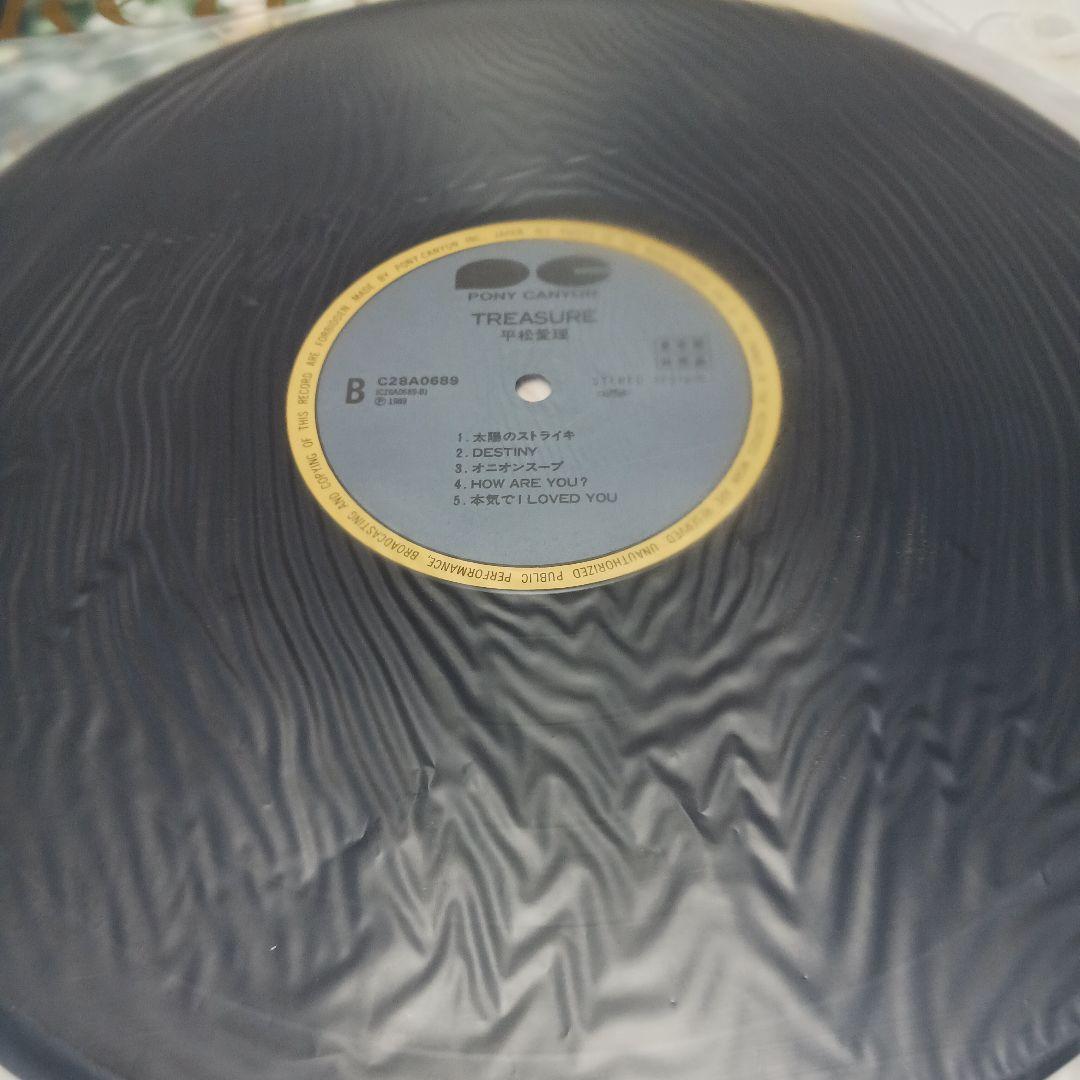 PONY CANYON
TREASURE
平松愛理
B
C28A0689
(C28A0689-B)
Ⓟ 1989
STEREO
1. 太陽のストライキ
2. DESTINY
3. オニオンスープ
4. HOW ARE YOU?
5. 本気で I LOVED YOU
UNAUTHORIZED PUBLIC PERFORMANCE, BROADCASTING AND COPYING OF THIS RECORD ARE FORBIDDEN MADE BY PONY CANYON INC. JAPAN